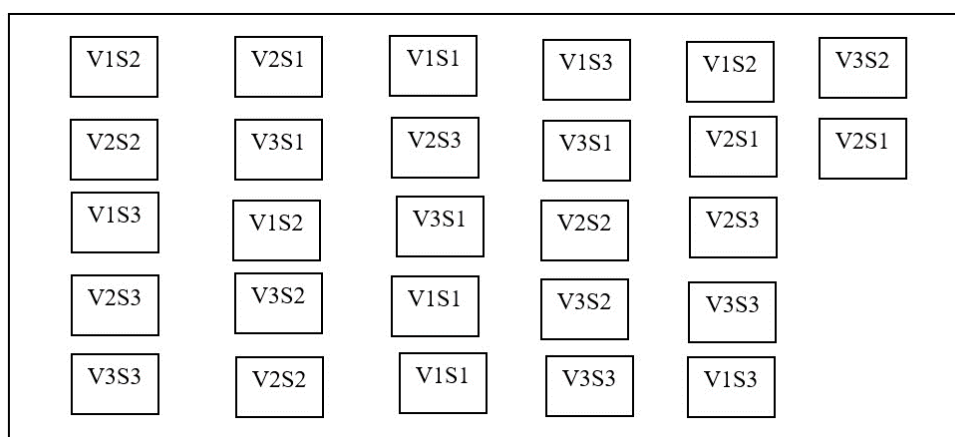 V1S2 V2S1 V1S1 V1S3 V1S2 V3S2
V2S2 V3S1 V2S3 V3S1 V2S1 V2S1
V1S3 V1S2 V3S1 V2S2 V2S3
V2S3 V3S2 V1S1 V3S2 V3S3
V3S3 V2S2 V1S1 V3S3 V1S3